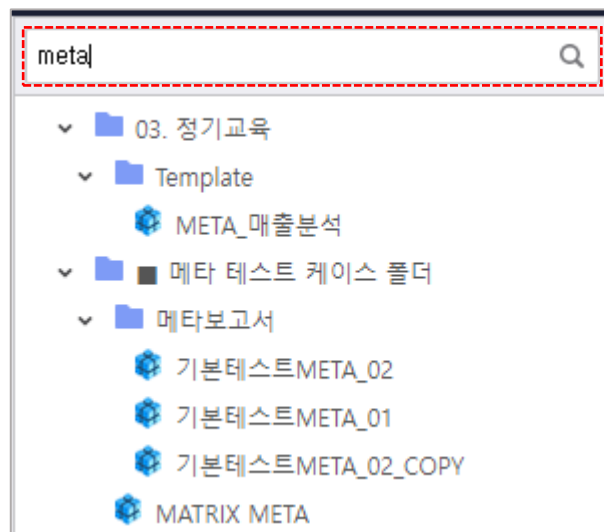 meta
03. 정기교육
Template
META_매출분석
■ 메타 테스트 케이스 폴더
메타보고서
기본테스트META_02
기본테스트META_01
기본테스트META_02_COPY
MATRIX META